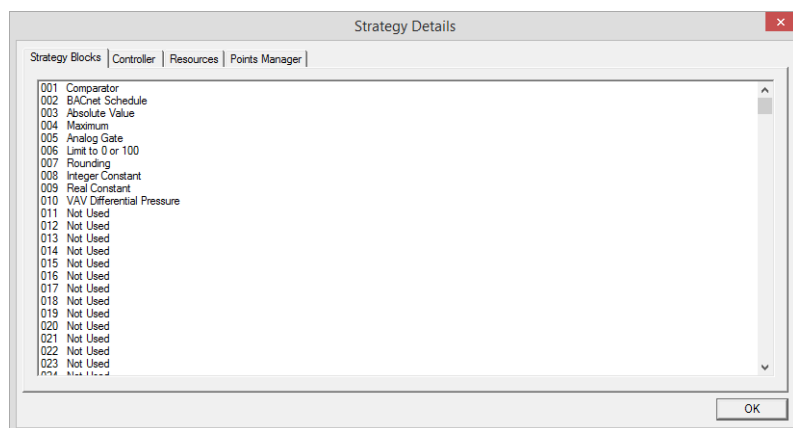 Strategy Details
Strategy Blocks Controller Resources Points Manager
001 Comparator
002 BACnet Schedule
003 Absolute Value
004 Maximum
005 Analog Gate
006 Limit to 0 or 100
007 Rounding
008 Integer Constant
009 Real Constant
010 VAV Differential Pressure
011 Not Used
012 Not Used
013 Not Used
014 Not Used
015 Not Used
016 Not Used
017 Not Used
018 Not Used
019 Not Used
020 Not Used
021 Not Used
022 Not Used
023 Not Used
024 Not Used
OK